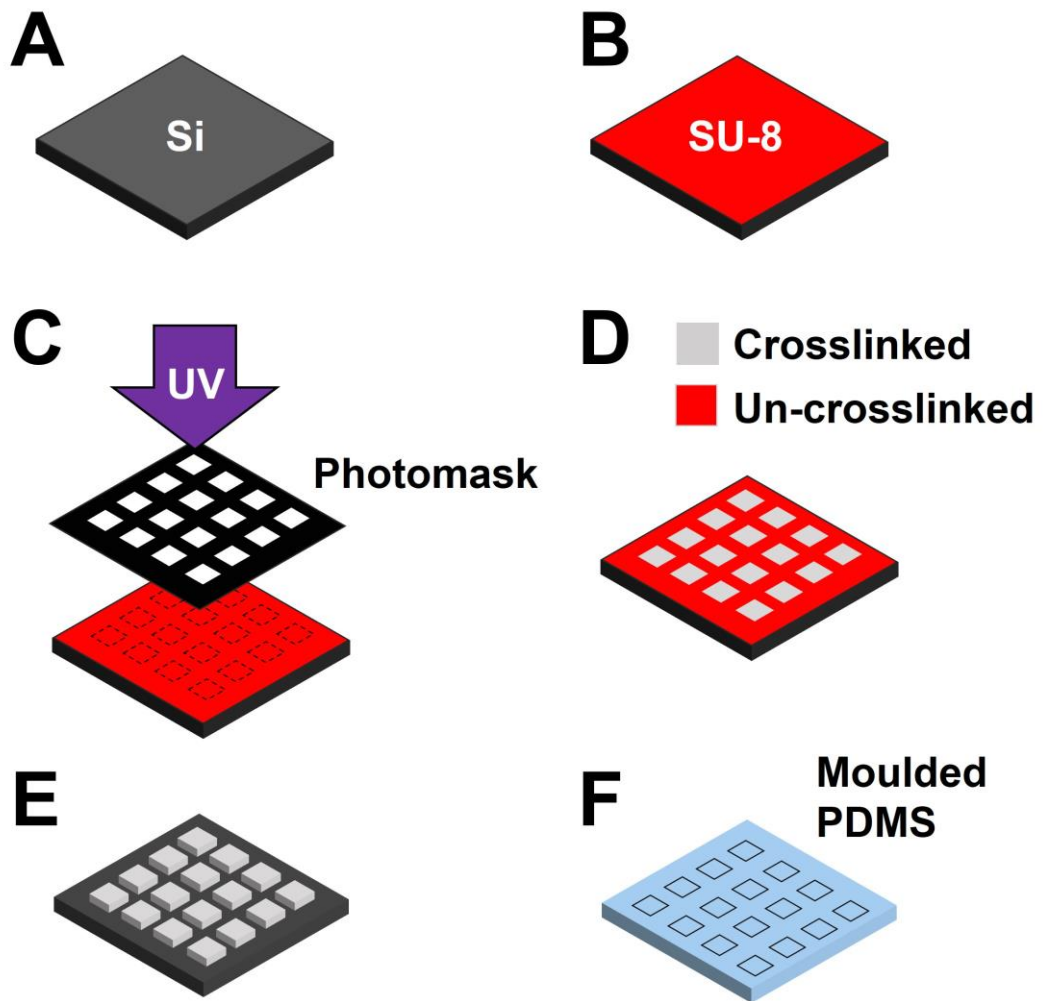 A
Si
B
SU-8
C
UV
Photomask
D
Crosslinked
Un-crosslinked
E
F
Moulded
PDMS